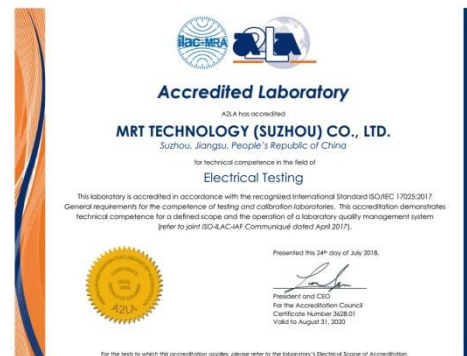 ilac-MRA
A2LA
Accredited Laboratory
A2LA has accredited
MRT TECHNOLOGY (SUZHOU) CO., LTD.
Suzhou, Jiangsu, People's Republic of China
for technical competence in the field of
Electrical Testing
This laboratory is accredited in accordance with the recognized International Standard ISO/IEC 17025:2017
General requirements for the competence of testing and calibration laboratories. This accreditation demonstrates
technical competence for a defined scope and the operation of a laboratory quality management system
(refer to joint ISO-ILAC-IAF Communiqué dated April 2017).
Presented this 24th day of July 2018.
President and CEO
For the Accreditation Council
Certificate Number 3628.01
Valid to August 31, 2020
CORPORATE
SEAL
1978
A2LA
For the tests to which this accreditation applies, please refer to the laboratory's Electrical Scope of Accreditation.